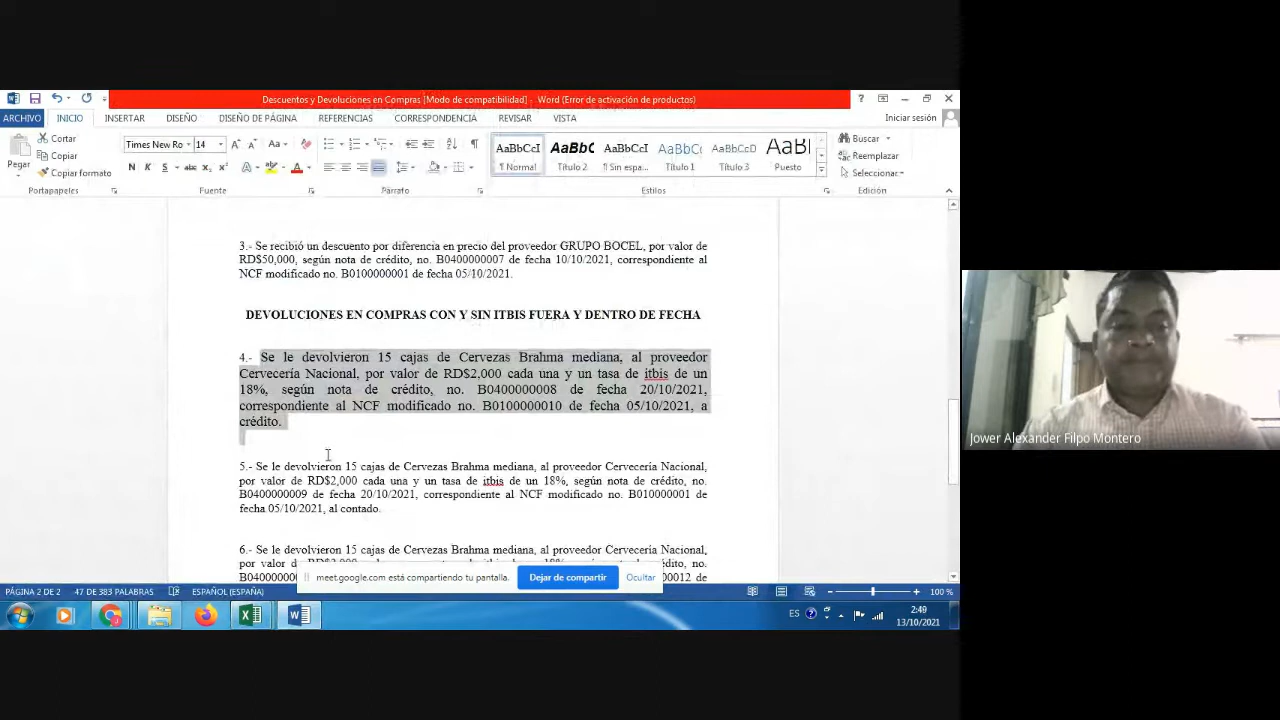 Descuentos y Devoluciones en Compras [Modo de compatibilidad] - Word (Error de activación de productos)
ARCHIVO INICIO INSERTAR DISEÑO DISEÑO DE PÁGINA REFERENCIAS CORRESPONDENCIA REVISAR VISTA Iniciar sesión
Pegar
Cortar
Copiar
Copiar formato
Portapapeles
Times New Ro 14
Fuente
Párrafo
AaBbCcI AaBbC AaBbCcI AaBbC( AaBbCcD AaBI
¶ Normal Título 2 ¶ Sin espa... Título 1 Título 3 Puesto
Estilos
Buscar
Reemplazar
Seleccionar
Edición
3.- Se recibió un descuento por diferencia en precio del proveedor GRUPO BOCEL, por valor de
RD$50,000, según nota de crédito, no. B0400000007 de fecha 10/10/2021, correspondiente al
NCF modificado no. B0100000001 de fecha 05/10/2021.
DEVOLUCIONES EN COMPRAS CON Y SIN ITBIS FUERA Y DENTRO DE FECHA
4.- Se le devolvieron 15 cajas de Cervezas Brahma mediana, al proveedor
Cervecería Nacional, por valor de RD$2,000 cada una y un tasa de itbis de un
18%, según nota de crédito, no. B0400000008 de fecha 20/10/2021,
correspondiente al NCF modificado no. B0100000010 de fecha 05/10/2021, a
crédito.
5.- Se le devolvieron 15 cajas de Cervezas Brahma mediana, al proveedor Cervecería Nacional,
por valor de RD$2,000 cada una y un tasa de itbis de un 18%, según nota de crédito, no.
B0400000009 de fecha 20/10/2021, correspondiente al NCF modificado no. B010000001 de
fecha 05/10/2021, al contado.
6.- Se le devolvieron 15 cajas de Cervezas Brahma mediana, al proveedor Cervecería Nacional,
por valor de crédito, no.
12 de
meet.google.com está compartiendo tu pantalla. Dejar de compartir Ocultar
PÁGINA 2 DE 2 47 DE 383 PALABRAS ESPAÑOL (ESPAÑA) 100 %
ES 2:49
13/10/2021
Jower Alexander Filpo Montero